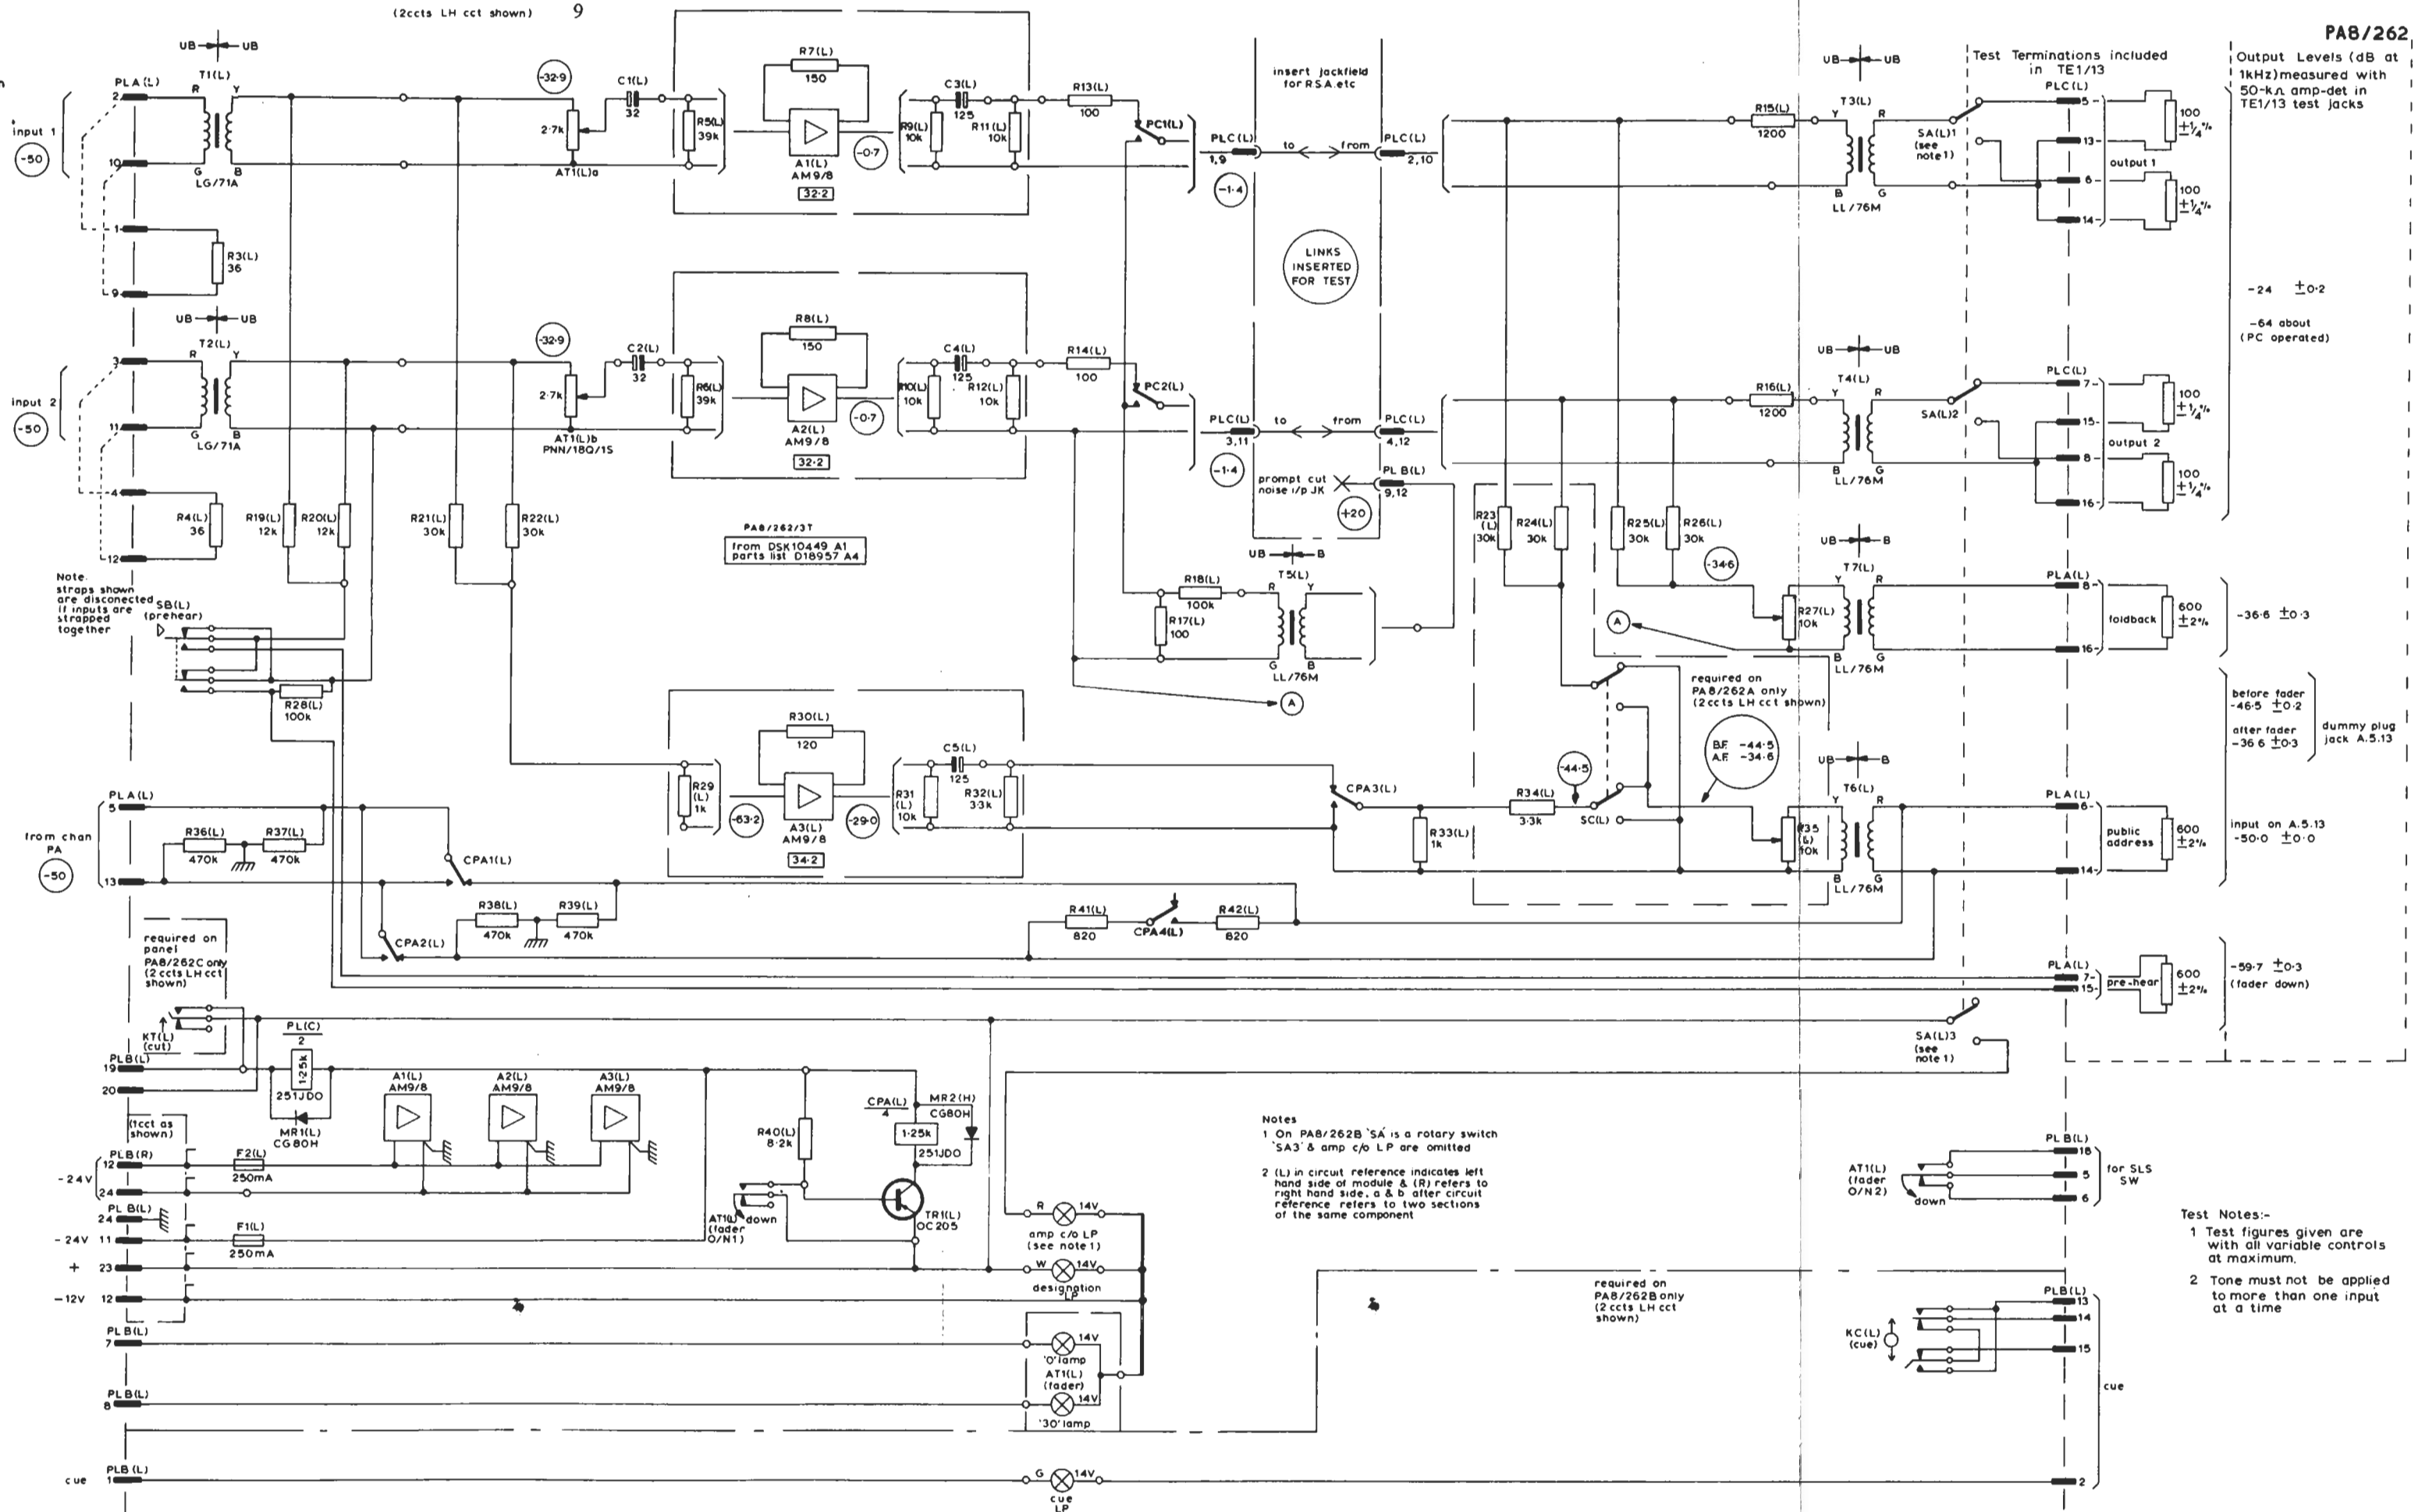 PA8/262
(2ccts LH cct shown)
9
UB UB
PLA(L)
T1(L)
R Y
G B
LG/71A
2
10
1
9
input 1
-50
R3(L)
36
-32·9
2·7k
AT1(L)a
C1(L)
32
R5(L)
39k
R7(L)
150
A1(L)
AM9/8
32·2
-0·7
R9(L)
10k
C3(L)
125
R11(L)
10k
R13(L)
100
PC1(L)
PLC(L)
1,9
-1·4
insert jackfield
for RSA.etc
to from
PLC(L)
2,10
LINKS
INSERTED
FOR TEST
R15(L)
1200
UB UB
T3(L)
Y R
B G
LL/76M
SA(L)1
(see
note1)
Test Terminations included
in TE1/13
PLC(L)
5
13
output 1
6
14
100
±¼%
100
±¼%
Output Levels (dB at
1kHz)measured with
50-kΩ amp-det in
TE1/13 test jacks
-24 ±0·2
-64 about
(PC operated)
UB UB
T2(L)
R Y
G B
LG/71A
3
11
4
12
input 2
-50
R4(L)
36
R19(L)
12k
R20(L)
12k
R21(L)
30k
R22(L)
30k
-32·9
2·7k
AT1(L)b
PNN/18Q/1S
C2(L)
32
R6(L)
39k
R8(L)
150
A2(L)
AM9/8
32·2
-0·7
R10(L)
10k
C4(L)
125
R12(L)
10k
R14(L)
100
PC2(L)
PLC(L)
3,11
-1·4
to from
PLC(L)
4,12
prompt cut
noise i/p JK
+20
PLB(L)
9,12
R16(L)
1200
UB UB
T4(L)
Y R
B G
LL/76M
SA(L)2
PLC(L)
7
15
output 2
8
16
100
±¼%
100
±¼%
PA8/262/3T
from DSK10449 A1
parts list D18957 A4
Note.
straps shown
are disconected
if inputs are
strapped
together
SB(L)
(prehear)
R28(L)
100k
R18(L)
100k
R17(L)
100
UB B
T5(L)
R Y
G B
LL/76M
A
R23
(L)
30k
R24(L)
30k
R25(L)
30k
R26(L)
30k
-34·6
A
R27(L)
10k
UB B
T7(L)
Y R
B G
LL/76M
PLA(L)
8
foldback
16
600
±2%
-36·6 ±0·3
required on
PA8/262A only
(2ccts LH cct shown)
B.F. -44·5
A.F. -34·6
before fader
-46·5 ±0·2
after fader
-36·6 ±0·3
dummy plug
jack A.5.13
R29
(L)
1k
-63·2
R30(L)
120
A3(L)
AM9/8
34·2
-29·0
R31
(L)
10k
C5(L)
125
R32(L)
3·3k
CPA3(L)
R33(L)
1k
R34(L)
3·3k
-44·5
SC(L)
R35
(L)
10k
UB B
T6(L)
Y R
B G
LL/76M
PLA(L)
6
public
address
14
600
±2%
input on A.5.13
-50·0 ±0·0
PLA(L)
5
13
from chan
PA
-50
R36(L)
470k
R37(L)
470k
CPA1(L)
CPA2(L)
R38(L)
470k
R39(L)
470k
R41(L)
820
CPA4(L)
R42(L)
820
PLA(L)
7
15
pre-hear
600
±2%
-59·7 ±0·3
(fader down)
required on
panel
PA8/262C only
(2ccts LH cct
shown)
KT(L)
(cut)
PLB(L)
19
20
PL(C)
2
1·25k
251JDO
MR1(L)
CG80H
A1(L)
AM9/8
A2(L)
AM9/8
A3(L)
AM9/8
(1cct as
shown)
PLB(R)
12
-24V
24
PLB(L)
24
-24V 11
+ 23
-12V 12
F2(L)
250mA
F1(L)
250mA
R40(L)
8·2k
AT1(L) down
(fader
O/N1)
CPA(L)
4
1·25k
251JDO
MR2(H)
CG80H
TR1(L)
OC205
SA(L)3
(see
note1)
R 14V
amp c/o LP
(see note1)
W 14V
designation
LP
PLB(L)
7
PLB(L)
8
14V
'0' lamp
AT1(L)
(fader)
14V
'30' lamp
Notes
1 On PA8/262B 'SA' is a rotary switch
'SA3' & amp c/o LP are omitted
2 (L) in circuit reference indicates left
hand side of module & (R) refers to
right hand side. a & b after circuit
reference refers to two sections
of the same component
AT1(L)
(fader
O/N2)
down
PLB(L)
18
5
6
for SLS
SW
Test Notes:-
1 Test figures given are
with all variable controls
at maximum.
2 Tone must not be applied
to more than one input
at a time
required on
PA8/262B only
(2ccts LH cct
shown)
KC(L)
(cue)
PLB(L)
13
14
15
cue
2
cue
PLB(L)
1
G 14V
cue
LP